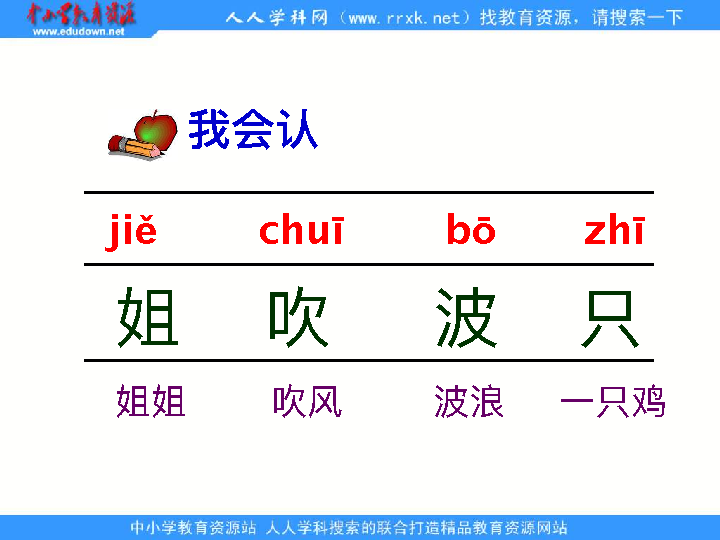 中小学教育资源
www.edudown.net
人人学科网（www.rrxk.net）找教育资源，请搜索一下
我会认
jiě chuī bō zhī
姐 吹 波 只
姐姐 吹风 波浪 一只鸡
中小学教育资源站 人人学科搜索的联合打造精品教育资源网站